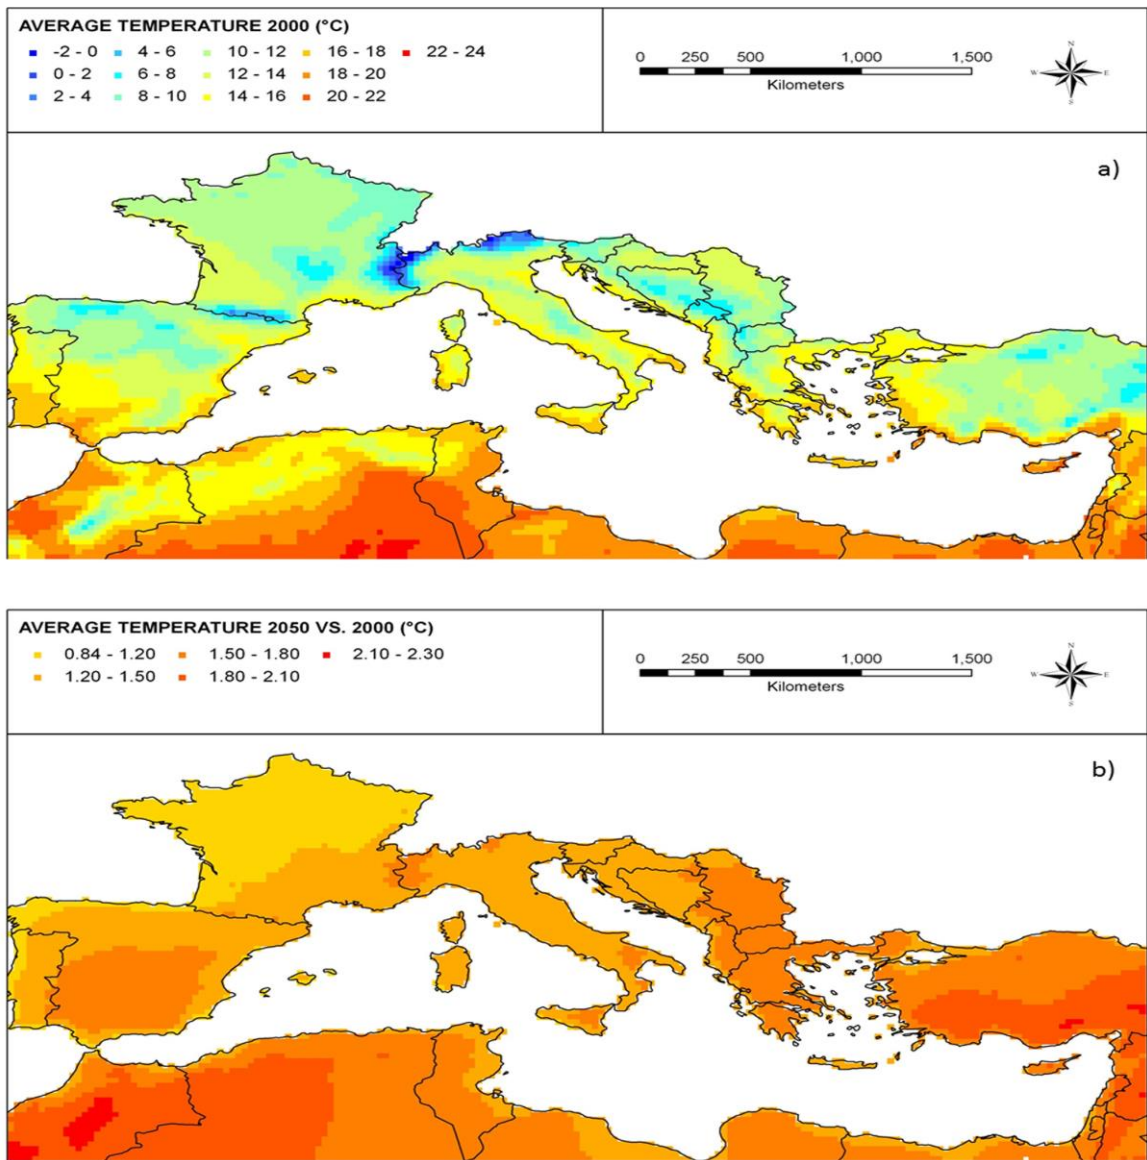 AVERAGE TEMPERATURE 2000 (°C)
-2 - 0 4 - 6 10 - 12 16 - 18 22 - 24
0 - 2 6 - 8 12 - 14 18 - 20
2 - 4 8 - 10 14 - 16 20 - 22
0 250 500 1,000 1,500
Kilometers
N
W E
S
a)
AVERAGE TEMPERATURE 2050 VS. 2000 (°C)
0.84 - 1.20 1.50 - 1.80 2.10 - 2.30
1.20 - 1.50 1.80 - 2.10
0 250 500 1,000 1,500
Kilometers
N
W E
S
b)